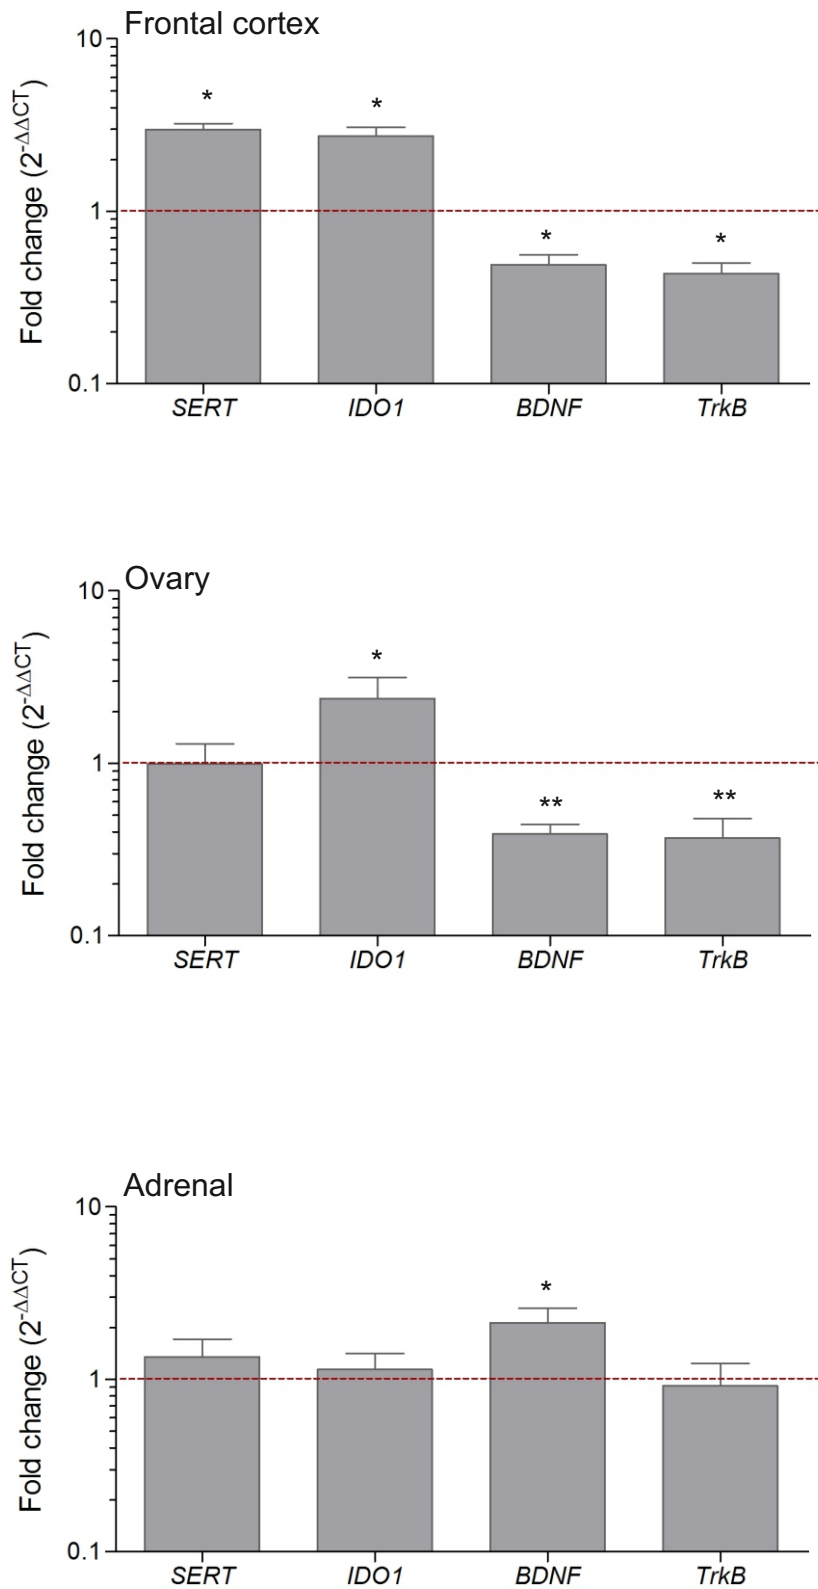 Frontal cortex
Fold change (2-ΔΔCT)
10
1
0.1
* * * *
SERT IDO1 BDNF TrkB
Ovary
Fold change (2-ΔΔCT)
10
1
0.1
* ** **
SERT IDO1 BDNF TrkB
Adrenal
Fold change (2-ΔΔCT)
10
1
0.1
*
SERT IDO1 BDNF TrkB